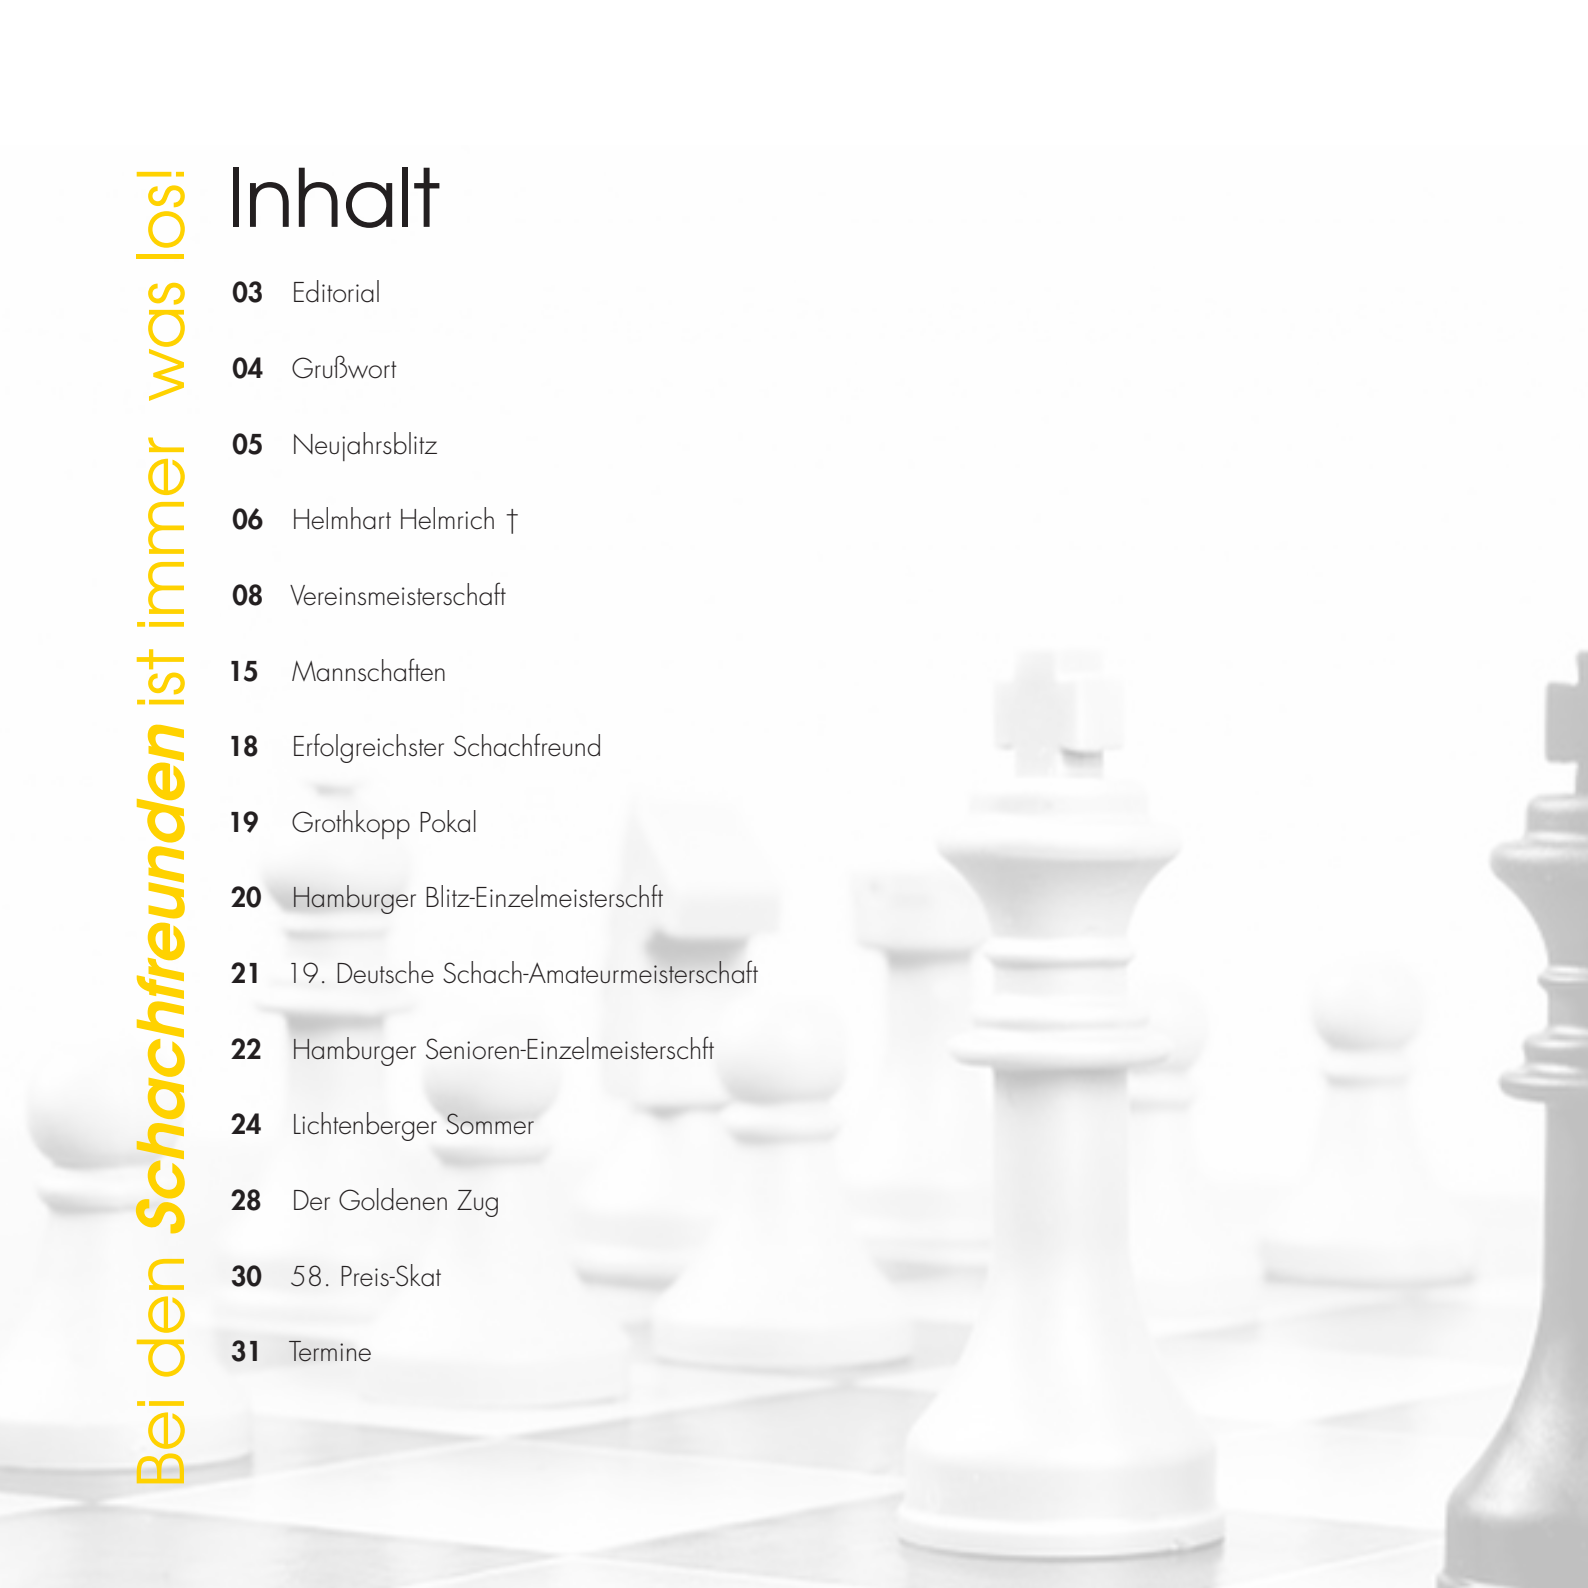 Bei den Schachfreunden ist immer was los!
Inhalt
03 Editorial
04 Grußwort
05 Neujahrsblitz
06 Helmhart Helmrich †
08 Vereinsmeisterschaft
15 Mannschaften
18 Erfolgreichster Schachfreund
19 Grothkopp Pokal
20 Hamburger Blitz-Einzelmeisterschft
21 19. Deutsche Schach-Amateurmeisterschaft
22 Hamburger Senioren-Einzelmeisterschft
24 Lichtenberger Sommer
28 Der Goldenen Zug
30 58. Preis-Skat
31 Termine